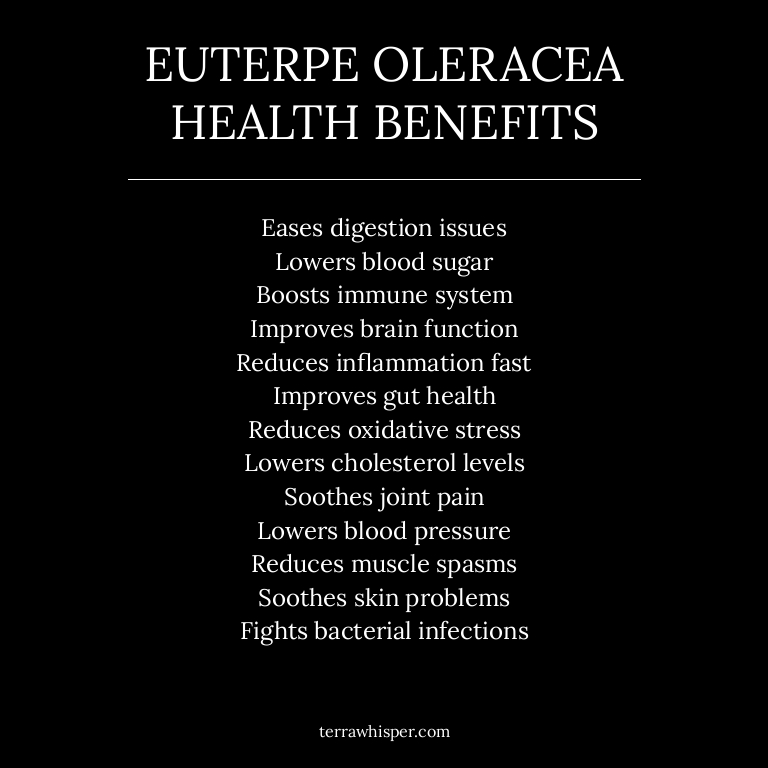 EUTERPE OLERACEA
HEALTH BENEFITS
Eases digestion issues
Lowers blood sugar
Boosts immune system
Improves brain function
Reduces inflammation fast
Improves gut health
Reduces oxidative stress
Lowers cholesterol levels
Soothes joint pain
Lowers blood pressure
Reduces muscle spasms
Soothes skin problems
Fights bacterial infections
terrawhisper.com